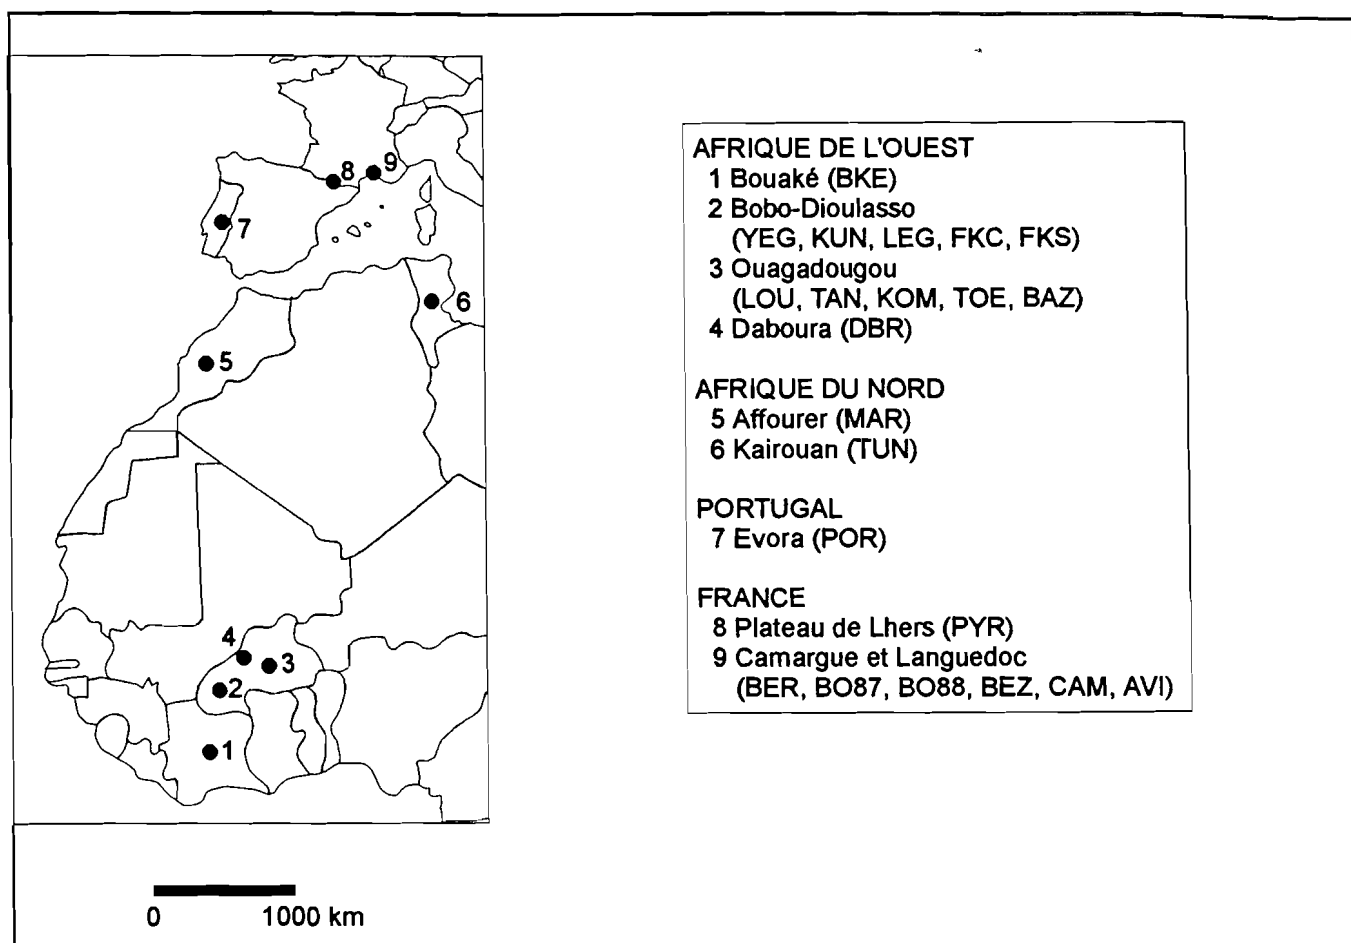 8
9
7
6
5
4
3
2
1
0 1000 km
AFRIQUE DE L'OUEST
1 Bouaké (BKE)
2 Bobo-Dioulasso
(YEG, KUN, LEG, FKC, FKS)
3 Ouagadougou
(LOU, TAN, KOM, TOE, BAZ)
4 Daboura (DBR)
AFRIQUE DU NORD
5 Affourer (MAR)
6 Kairouan (TUN)
PORTUGAL
7 Evora (POR)
FRANCE
8 Plateau de Lhers (PYR)
9 Camargue et Languedoc
(BER, BO87, BO88, BEZ, CAM, AVI)